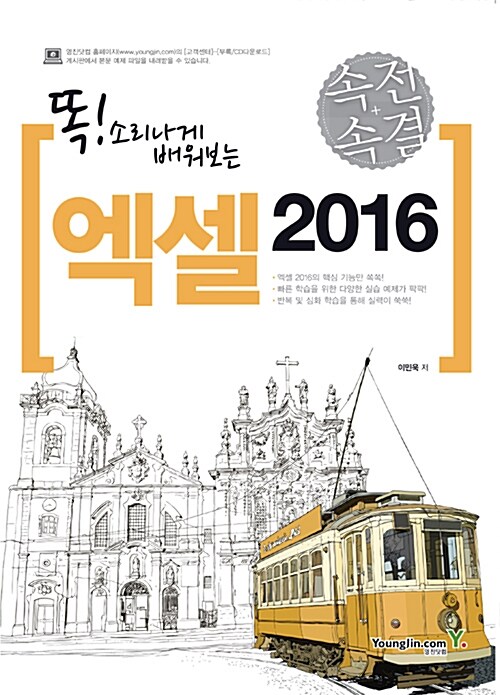 영진닷컴 홈페이지(www.youngjin.com)의 [고객센터]-[부록/CD다운로드]
게시판에서 본문 예제 파일을 내려받을 수 있습니다.
속전
+
속결
똑! 소리나게
배워보는
엑셀 2016
• 엑셀 2016의 핵심 기능만 쏙쏙!
• 빠른 학습을 위한 다양한 실습 예제가 팍팍!
• 반복 및 심화 학습을 통해 실력이 쑥쑥!
이민욱 저
YoungJin.com Y.
영진닷컴